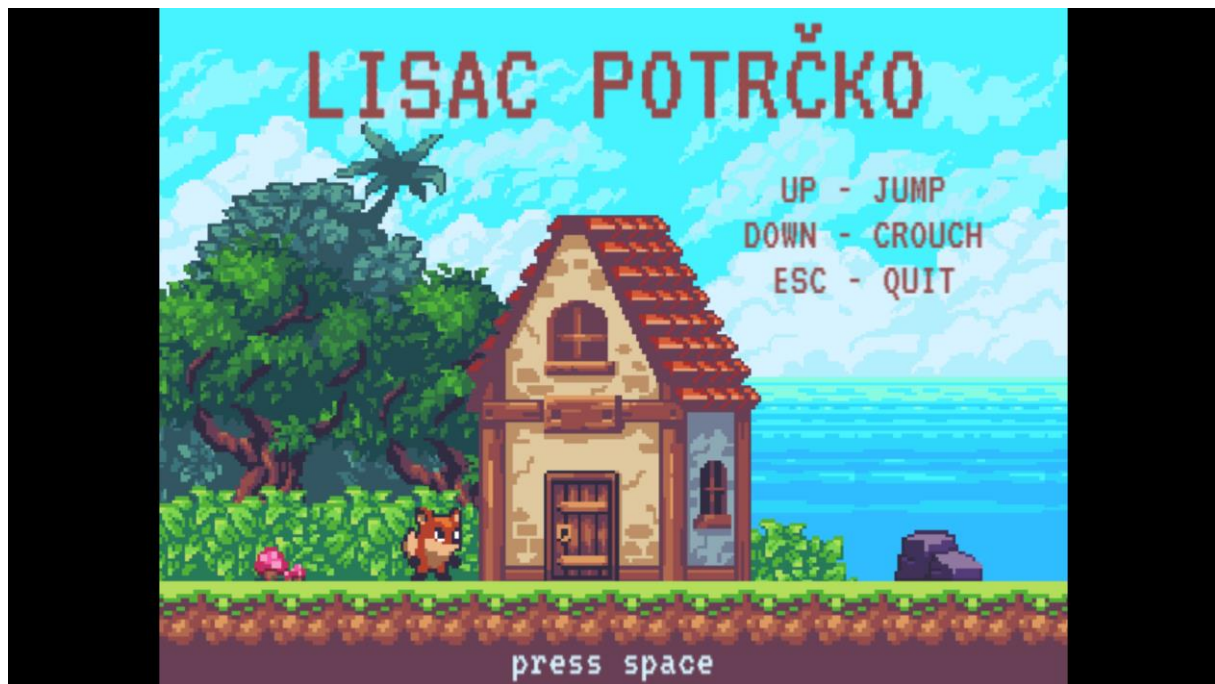 LISAC POTRČKO
UP - JUMP
DOWN - CROUCH
ESC - QUIT
press space